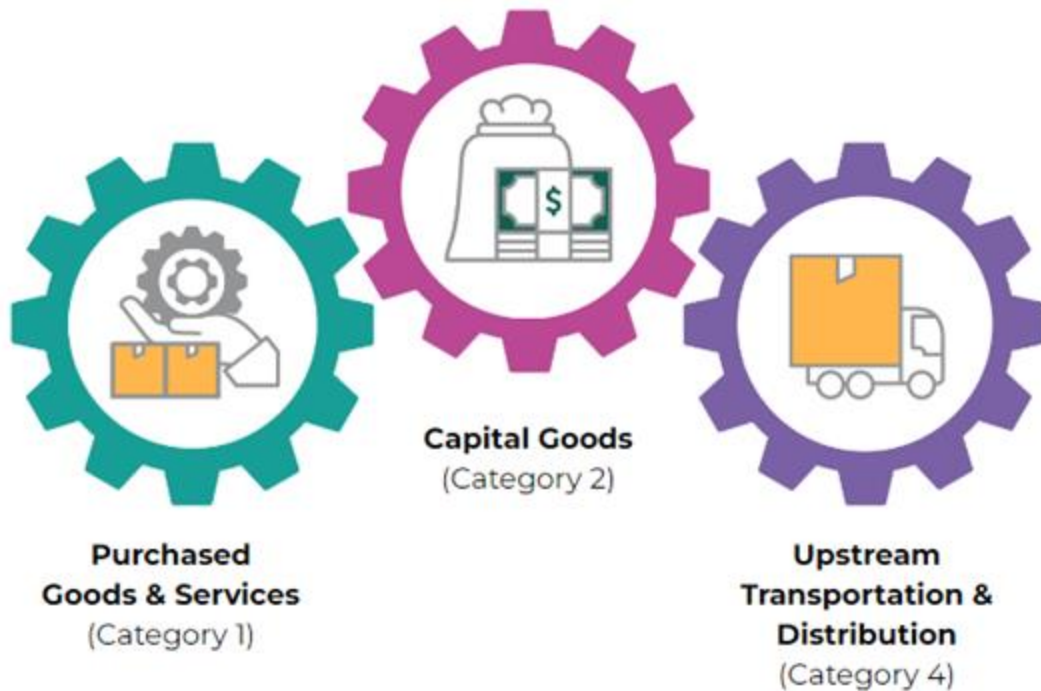 $
Capital Goods
(Category 2)
Purchased
Goods & Services
(Category 1)
Upstream
Transportation &
Distribution
(Category 4)